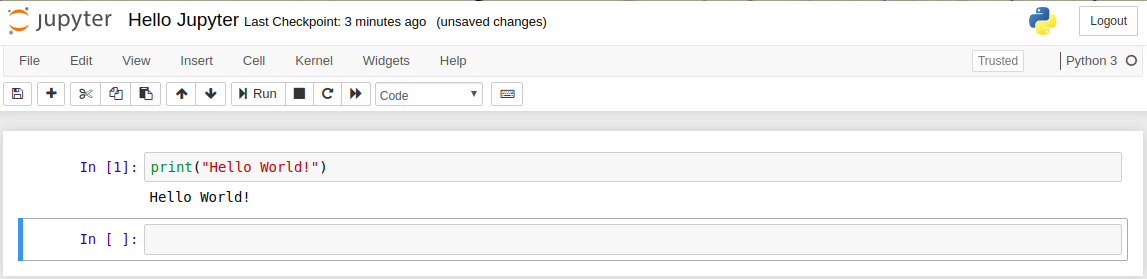 jupyter Hello Jupyter Last Checkpoint: 3 minutes ago (unsaved changes) Logout
File Edit View Insert Cell Kernel Widgets Help Trusted Python 3
Run Code
In [1]: print("Hello World!")
Hello World!
In [ ]: